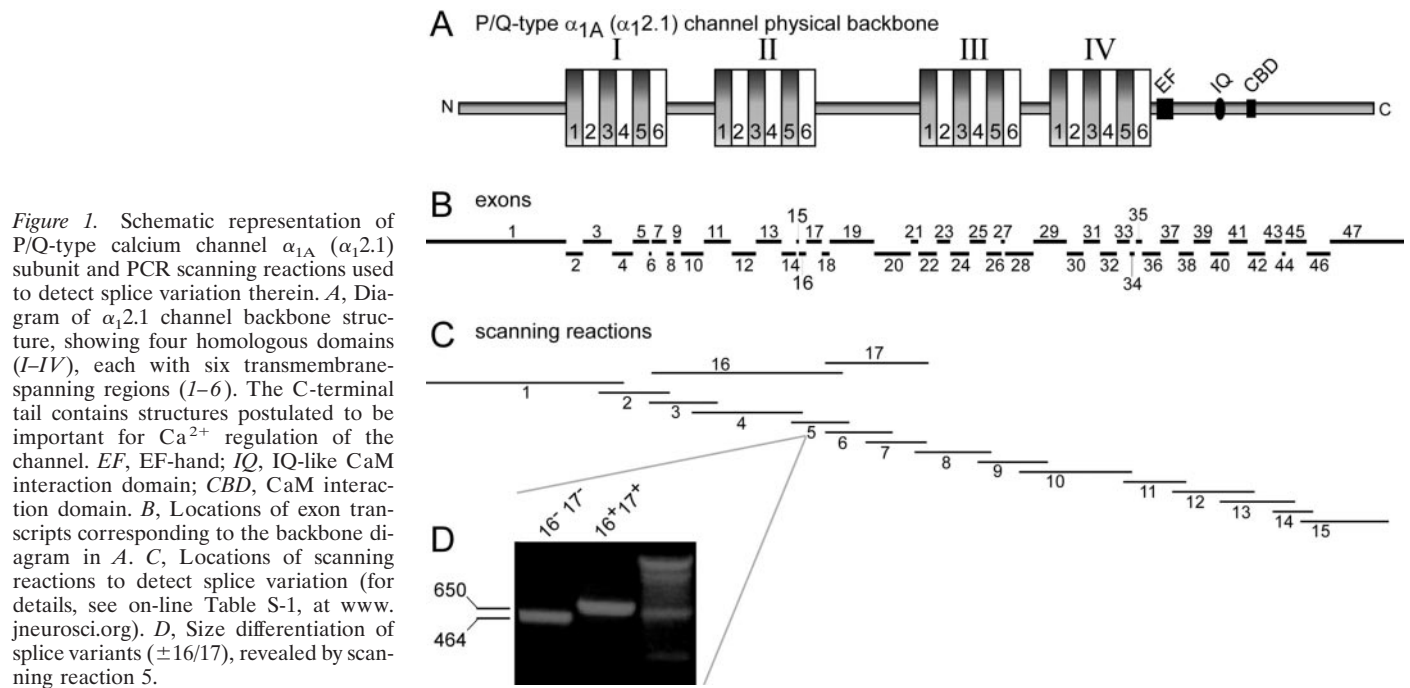 Figure 1. Schematic representation of
P/Q-type calcium channel α1A (α12.1)
subunit and PCR scanning reactions used
to detect splice variation therein. A, Dia-
gram of α12.1 channel backbone struc-
ture, showing four homologous domains
(I–IV), each with six transmembrane-
spanning regions (1–6). The C-terminal
tail contains structures postulated to be
important for Ca2+ regulation of the
channel. EF, EF-hand; IQ, IQ-like CaM
interaction domain; CBD, CaM interac-
tion domain. B, Locations of exon tran-
scripts corresponding to the backbone di-
agram in A. C, Locations of scanning
reactions to detect splice variation (for
details, see on-line Table S-1, at www.
jneurosci.org). D, Size differentiation of
splice variants (±16/17), revealed by scan-
ning reaction 5.
A P/Q-type α1A (α12.1) channel physical backbone
I II III IV
EF IQ CBD
N C
1 2 3 4 5 6 1 2 3 4 5 6 1 2 3 4 5 6 1 2 3 4 5 6
B exons
15 35
1 3 5 7 9 11 13 17 19 21 23 25 27 29 31 33 37 39 41 43 45 47
2 4 6 8 10 12 14 18 20 22 24 26 28 30 32 36 38 40 42 44 46
16 34
C scanning reactions
17
16
1
2
3
4
5
6
7
8
9
10
11
12
13
14
15
D
16- 17-
16+17+
650
464